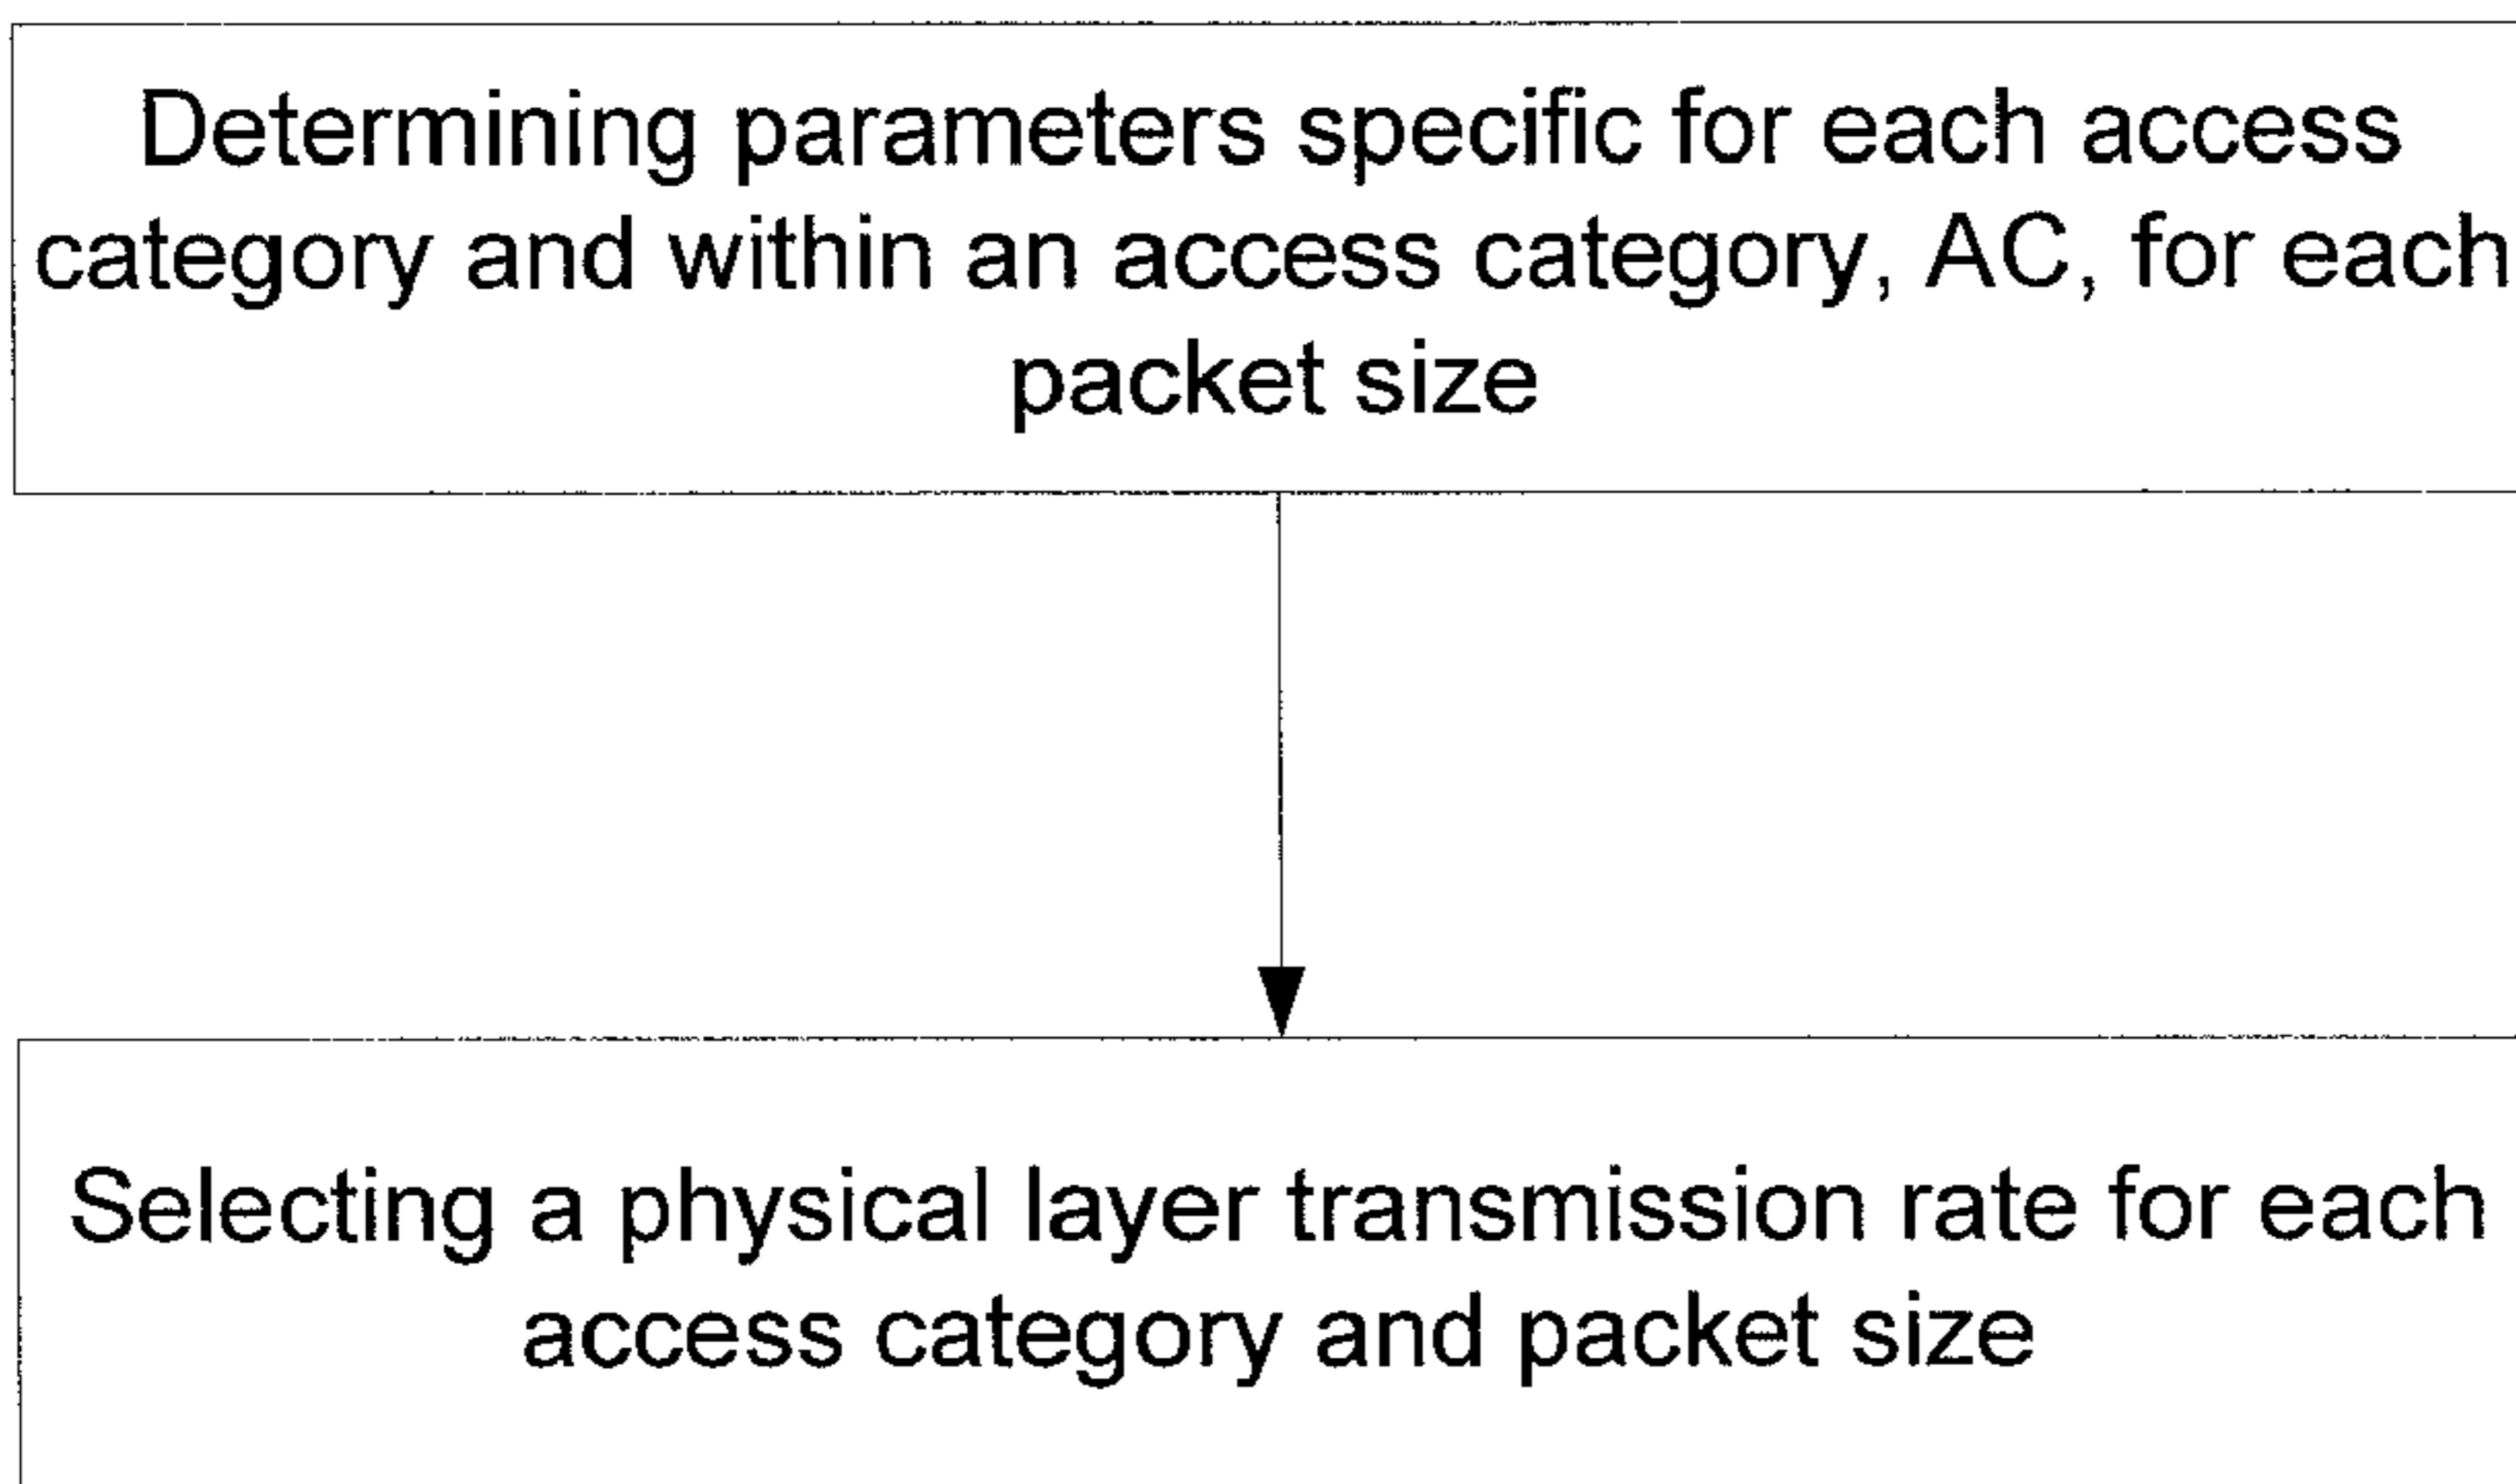 Determining parameters specific for each access
category and within an access category, AC, for each
packet size
Selecting a physical layer transmission rate for each
access category and packet size